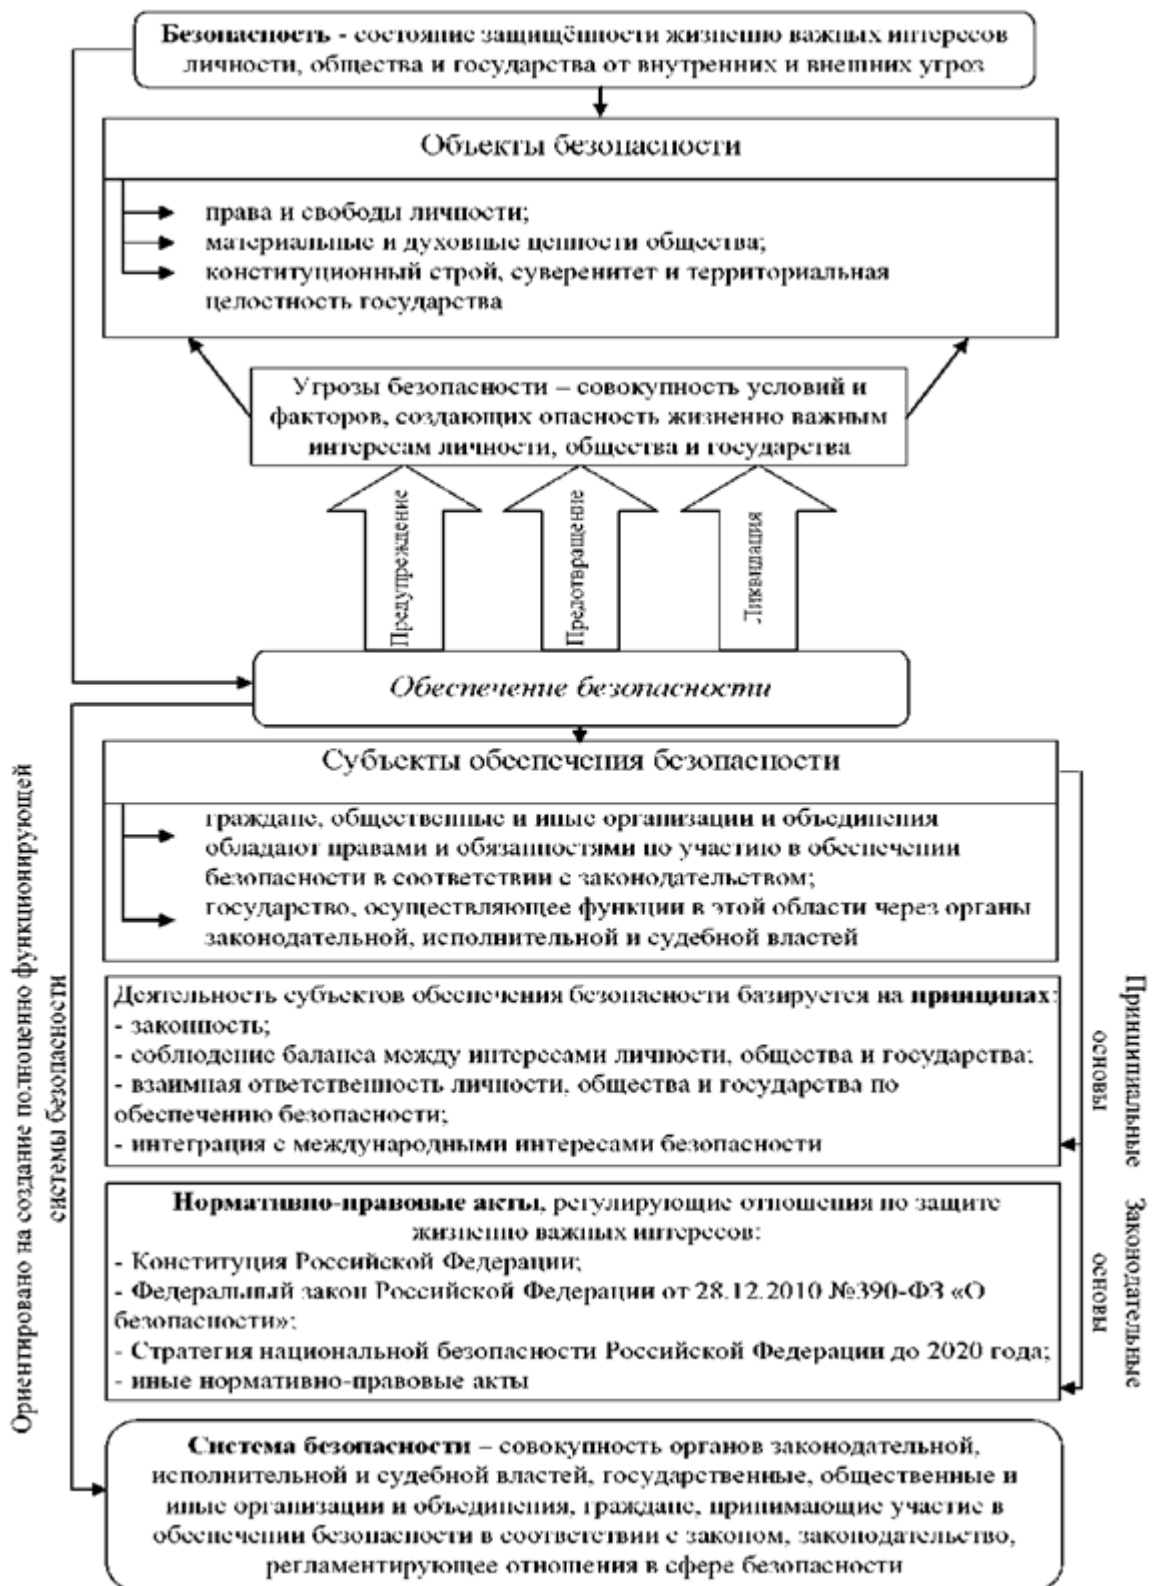 Безопасность - состояние защищённости жизненно важных интересов
личности, общества и государства от внутренних и внешних угроз
Объекты безопасности
права и свободы личности;
материальные и духовные ценности общества;
конституционный строй, суверенитет и территориальная
целостность государства
Угрозы безопасности – совокупность условий и
факторов, создающих опасность жизненно важным
интересам личности, общества и государства
Предупреждение
Предотвращение
Ликвидация
Обеспечение безопасности
Субъекты обеспечения безопасности
граждане, общественные и иные организации и объединения
обладают правами и обязанностями по участию в обеспечении
безопасности в соответствии с законодательством;
государство, осуществляющее функции в этой области через органы
законодательной, исполнительной и судебной властей
Деятельность субъектов обеспечения безопасности базируется на принципах:
- законность;
- соблюдение баланса между интересами личности, общества и государства;
- взаимная ответственность личности, общества и государства по
обеспечению безопасности;
- интеграция с международными интересами безопасности
Принципиальные
основы
Нормативно-правовые акты, регулирующие отношения по защите
жизненно важных интересов:
- Конституция Российской Федерации;
- Федеральный закон Российской Федерации от 28.12.2010 №390-ФЗ «О
безопасности»;
- Стратегия национальной безопасности Российской Федерации до 2020 года;
- иные нормативно-правовые акты
Законодательные
основы
Ориентировано на создание полноценно функционирующей
системы безопасности
Система безопасности – совокупность органов законодательной,
исполнительной и судебной властей, государственные, общественные и
иные организации и объединения, граждане, принимающие участие в
обеспечении безопасности в соответствии с законом, законодательство,
регламентирующее отношения в сфере безопасности